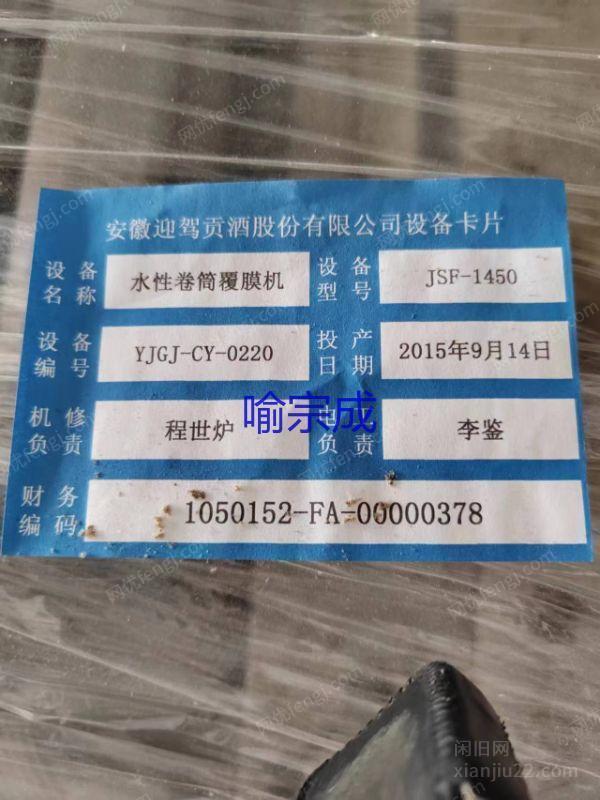 安徽迎驾贡酒股份有限公司设备卡片
设备名称 水性卷筒覆膜机 设备型号 JSF-1450
设备编号 YJGJ-CY-0220 投产日期 2015年9月14日
机修负责 程世炉 负责 李鉴
喻宗成
财务编码 1050152-FA-00000378
闲旧网
xianjiu22.com